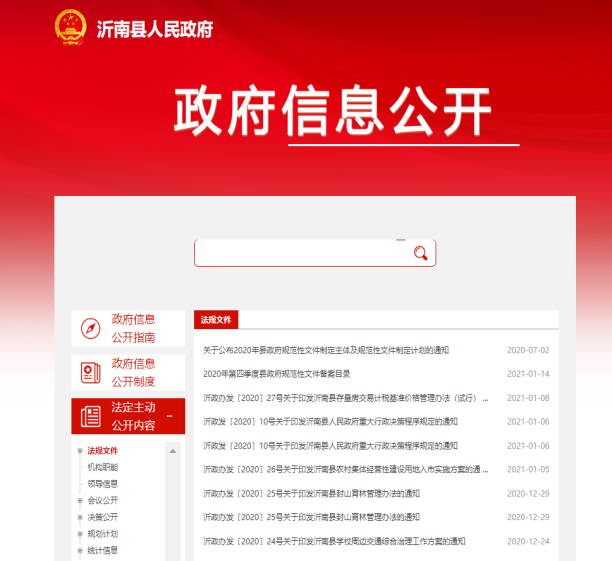 沂南县人民政府
政府信息公开
政府信息
公开指南
政府信息
公开制度
法定主动
公开内容
法规文件
机构职能
领导信息
会议公开
决策公开
规划计划
统计信息
法规文件
关于公布2020年县政府规范性文件制定主体及规范性文件制定计划的通知 2020-07-02
2020年第四季度县政府规范性文件备案目录 2021-01-14
沂政办发〔2020〕27号关于印发沂南县存量房交易计税基准价格管理办法（试行） ... 2021-01-08
沂政发〔2020〕10号关于印发沂南县人民政府重大行政决策程序规定的通知 2021-01-06
沂政发〔2020〕10号关于印发沂南县人民政府重大行政决策程序规定的通知 2021-01-06
沂政办发〔2020〕26号关于印发沂南县农村集体经营性建设用地入市实施方案的通 ... 2021-01-05
沂政办发〔2020〕25号关于印发沂南县封山育林管理办法的通知 2020-12-29
沂政办发〔2020〕25号关于印发沂南县封山育林管理办法的通知 2020-12-29
沂政办发〔2020〕24号关于印发沂南县学校周边交通综合治理工作方案的通知 2020-12-24